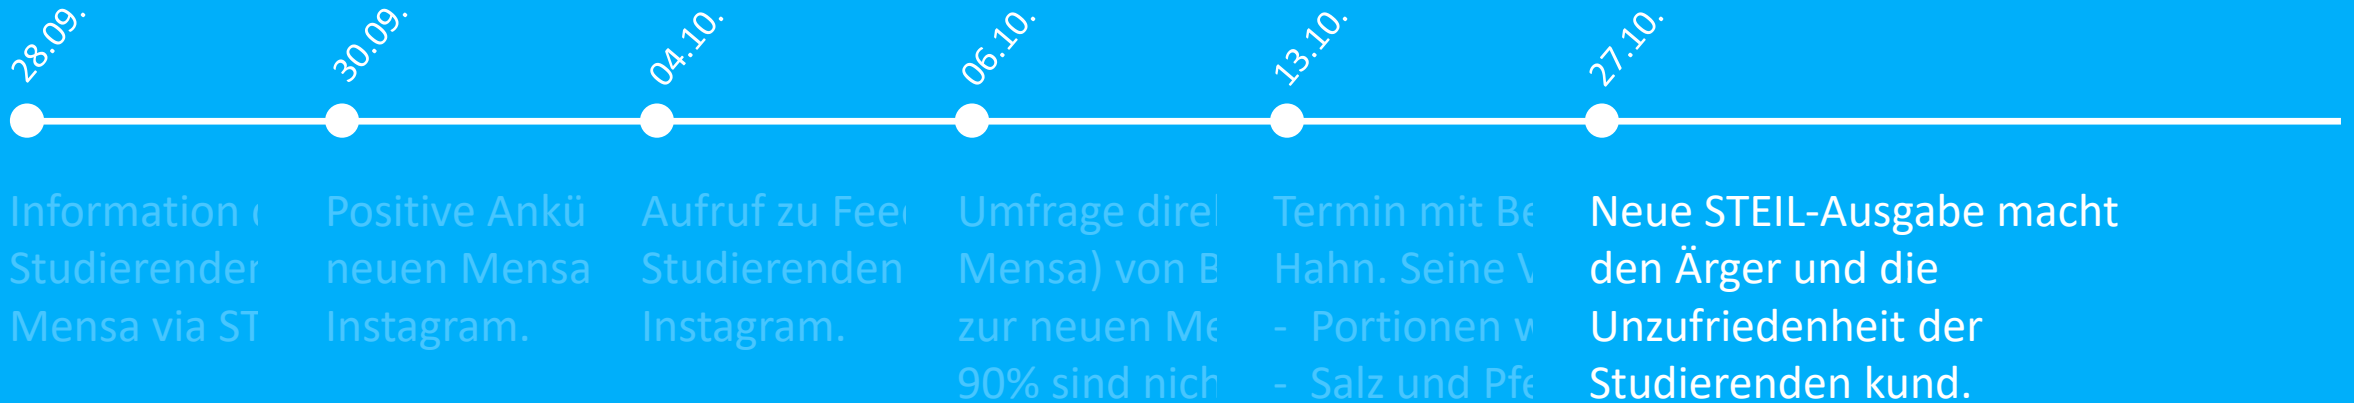 28.09.
30.09.
04.10.
06.10.
13.10.
27.10.
Information
Studierender
Mensa via ST
Positive Ankü
neuen Mensa
Instagram.
Aufruf zu Fee
Studierenden
Instagram.
Umfrage dire
Mensa) von B
zur neuen Me
90% sind nich
Termin mit Be
Hahn. Seine V
- Portionen w
- Salz und Pfe
Neue STEIL-Ausgabe macht
den Ärger und die
Unzufriedenheit der
Studierenden kund.